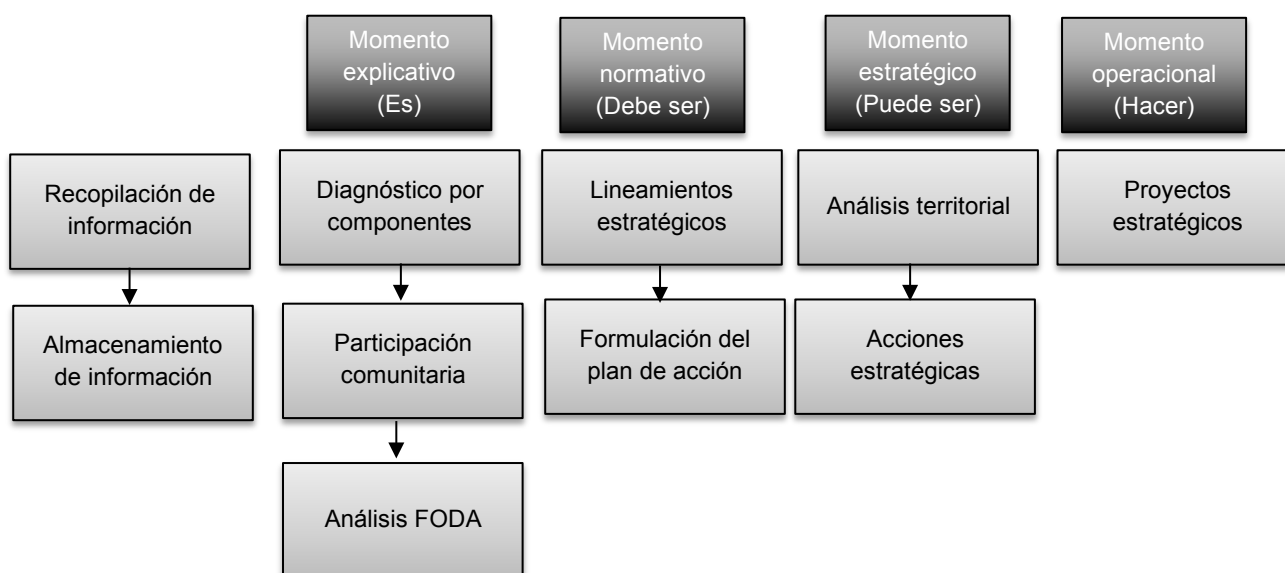 Momento
explicativo
(Es)
Momento
normativo
(Debe ser)
Momento
estratégico
(Puede ser)
Momento
operacional
(Hacer)
Recopilación de
información
Diagnóstico por
componentes
Lineamientos
estratégicos
Análisis territorial
Proyectos
estratégicos
Almacenamiento
de información
Participación
comunitaria
Formulación del
plan de acción
Acciones
estratégicas
Análisis FODA